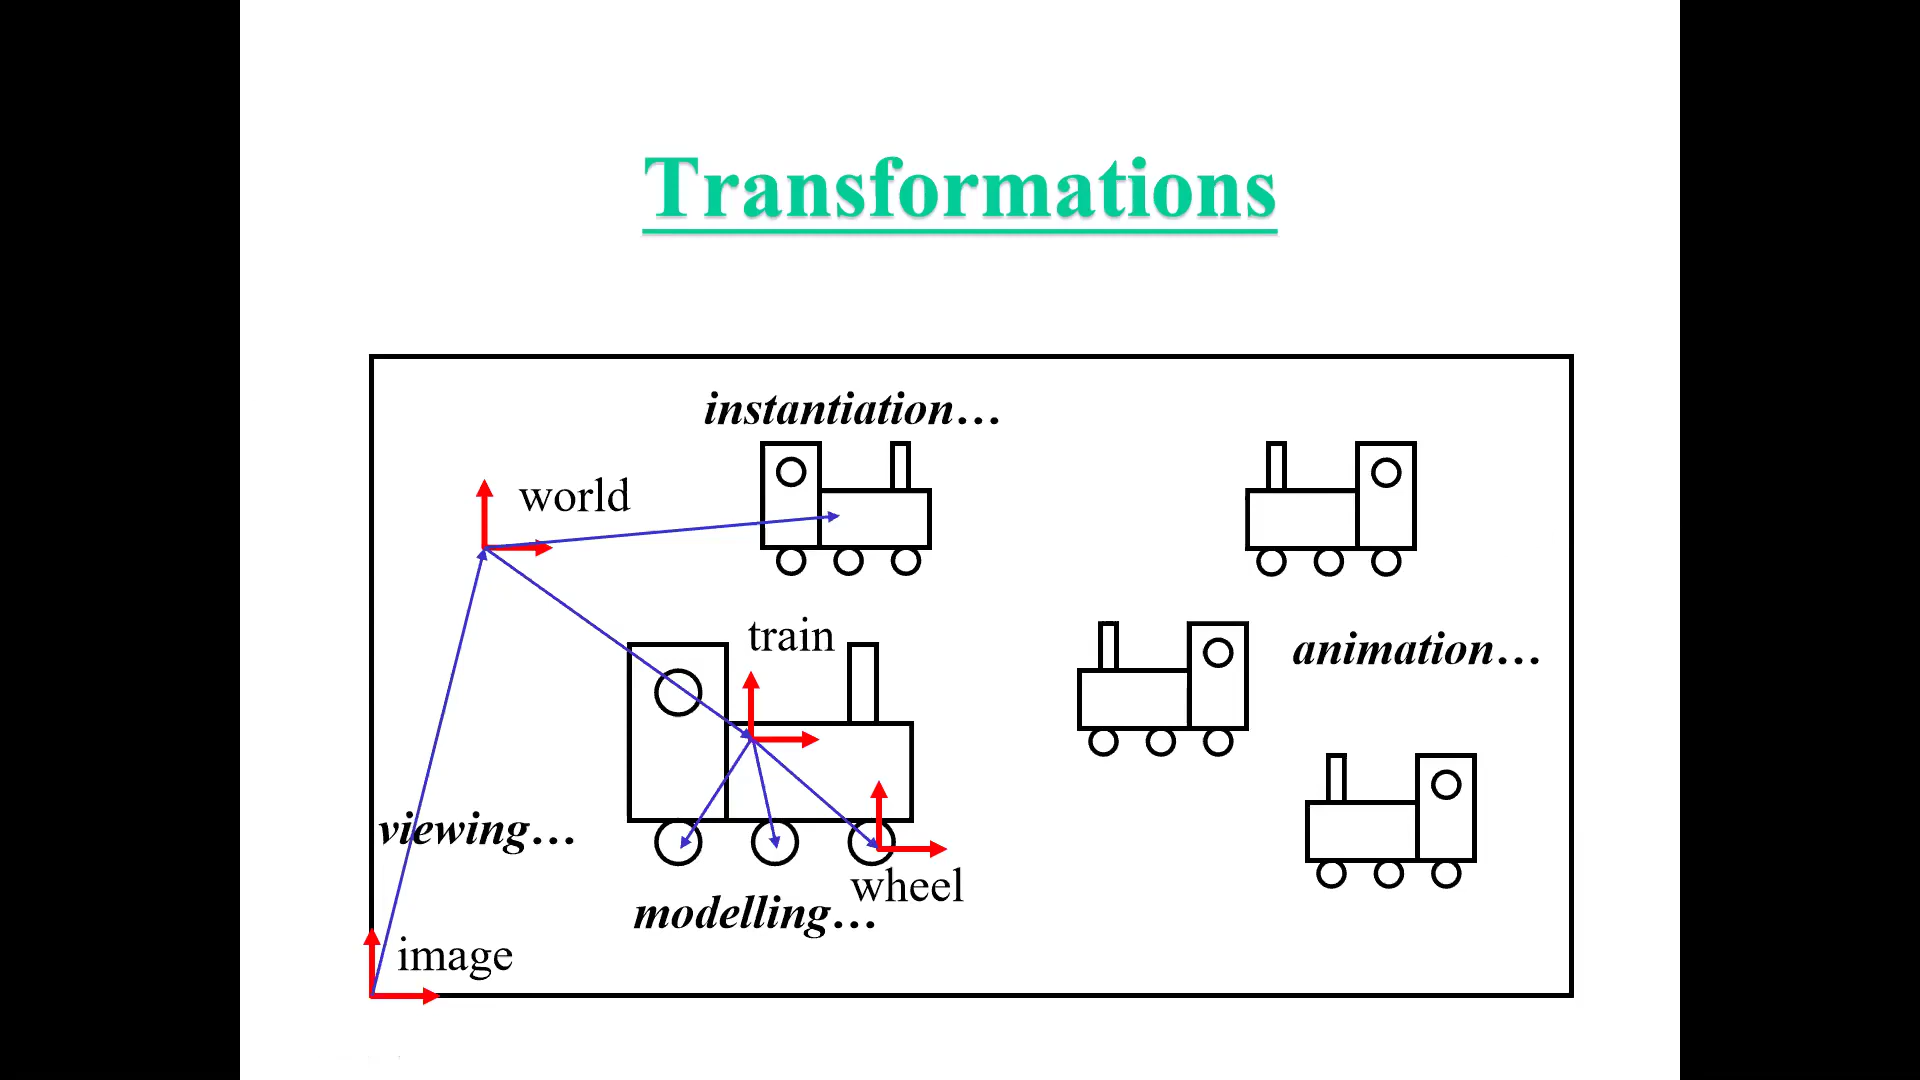 Transformations
instantiation…
world
train
animation…
viewing…
wheel
modelling…
image